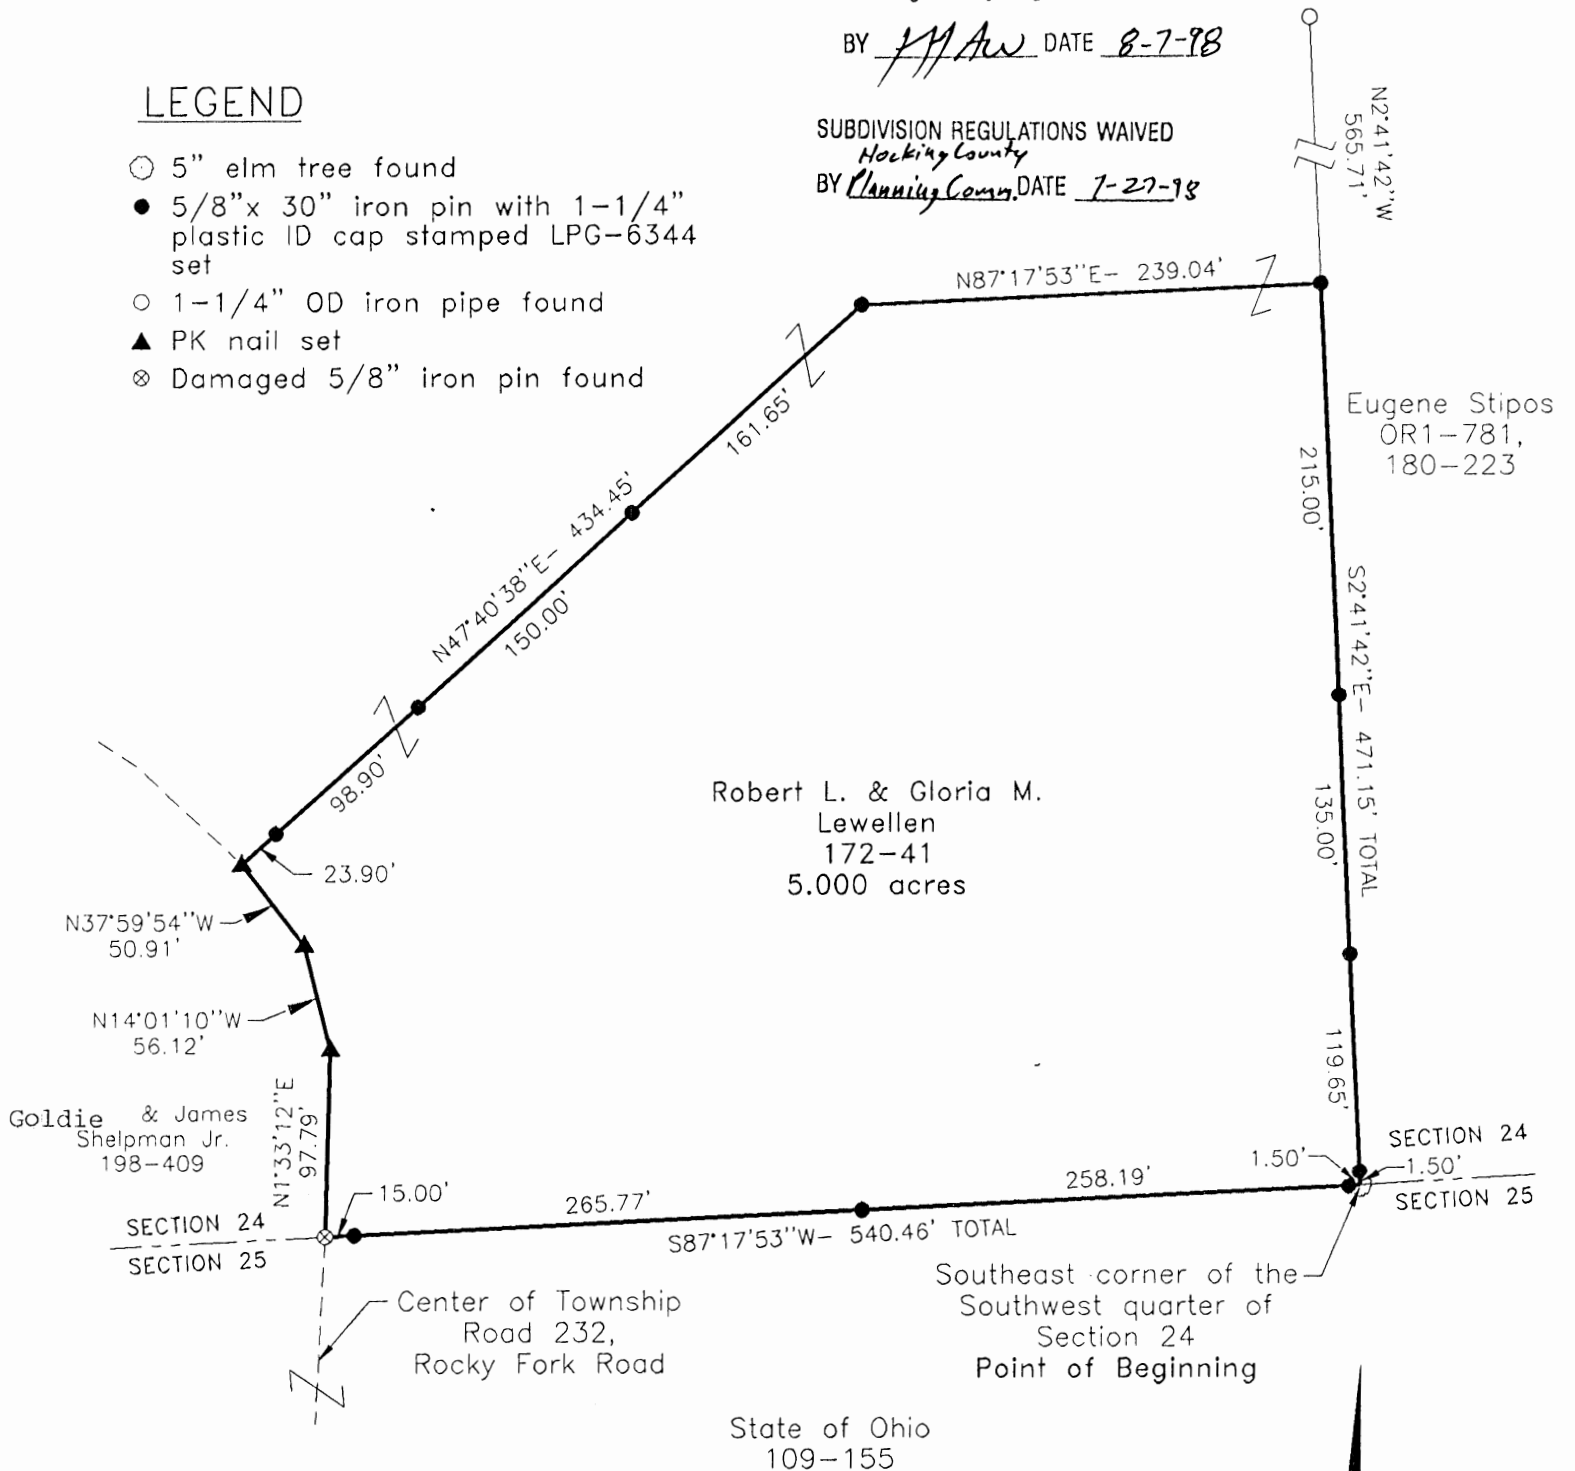 BY DATE 8-7-98
SUBDIVISION REGULATIONS WAIVED
Hocking County
BY Planning Comm. DATE 7-27-98
LEGEND
5" elm tree found
5/8"x 30" iron pin with 1-1/4"
plastic ID cap stamped LPG-6344
set
1-1/4" OD iron pipe found
PK nail set
Damaged 5/8" iron pin found
N2°41'42"W
565.71'
N87°17'53"E- 239.04'
161.65'
N47°40'38"E- 434.45'
150.00'
98.90'
23.90'
Eugene Stipos
OR1-781,
180-223
215.00'
S2°41'42"E- 471.15' TOTAL
135.00'
119.65'
Robert L. & Gloria M.
Lewellen
172-41
5.000 acres
N37°59'54"W
50.91'
N14°01'10"W
56.12'
N1°33'12"E
97.79'
Goldie & James
Shelpman Jr.
198-409
SECTION 24
SECTION 25
15.00'
265.77'
258.19'
1.50'
1.50'
SECTION 24
SECTION 25
S87°17'53"W- 540.46' TOTAL
Center of Township
Road 232,
Rocky Fork Road
Southeast corner of the
Southwest quarter of
Section 24
Point of Beginning
State of Ohio
109-155